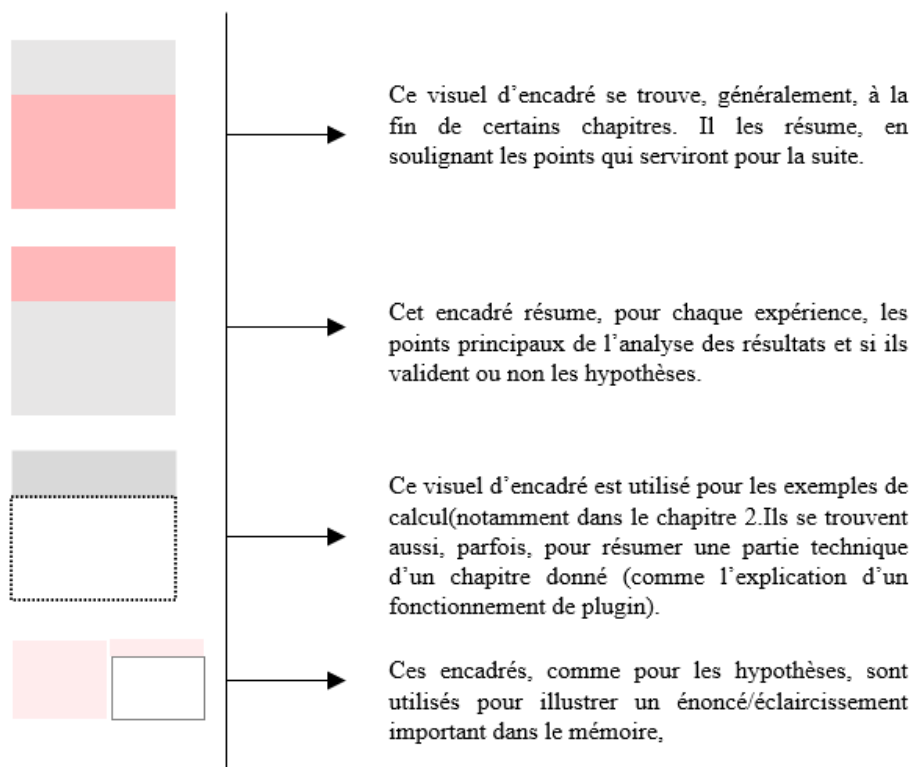 Ce visuel d’encadré se trouve, généralement, à la
fin de certains chapitres. Il les résume, en
soulignant les points qui serviront pour la suite.
Cet encadré résume, pour chaque expérience, les
points principaux de l’analyse des résultats et si ils
valident ou non les hypothèses.
Ce visuel d’encadré est utilisé pour les exemples de
calcul(notamment dans le chapitre 2.Ils se trouvent
aussi, parfois, pour résumer une partie technique
d’un chapitre donné (comme l’explication d’un
fonctionnement de plugin).
Ces encadrés, comme pour les hypothèses, sont
utilisés pour illustrer un énoncé/éclaircissement
important dans le mémoire,